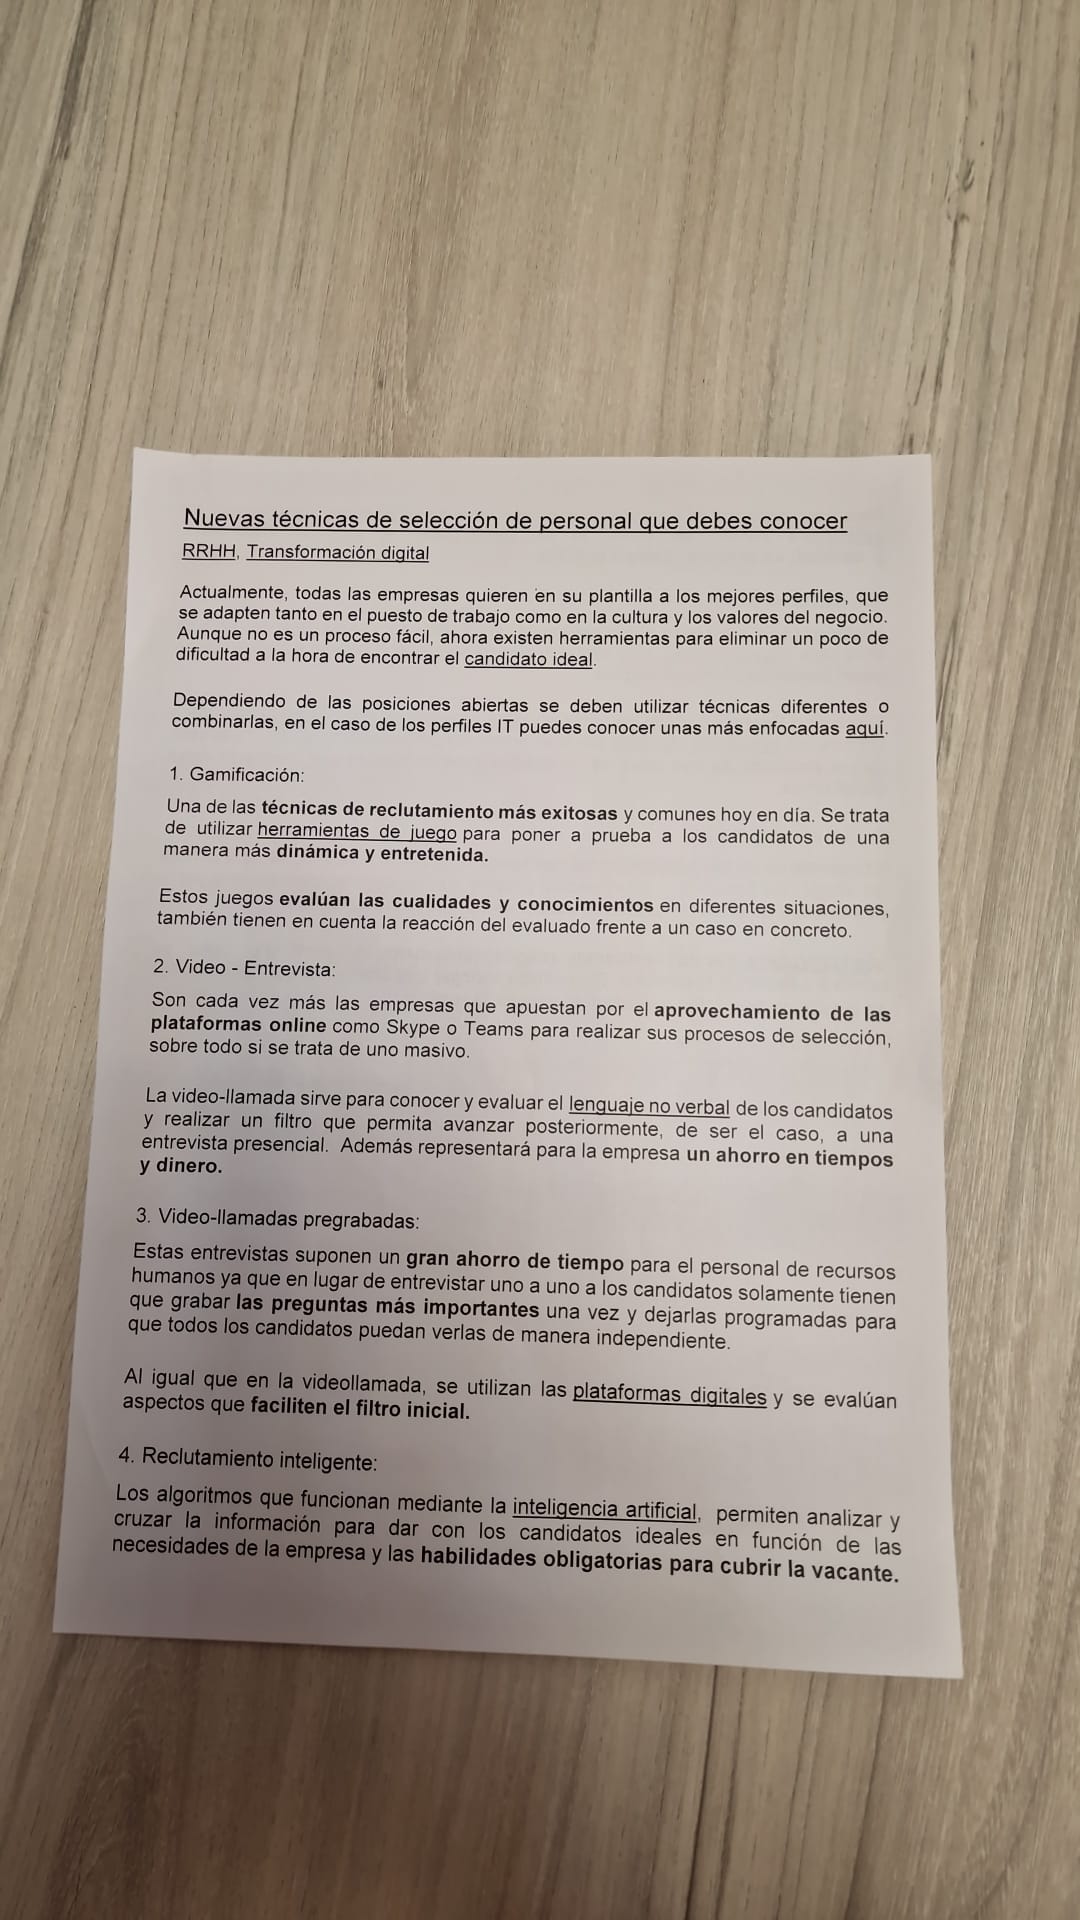 Nuevas técnicas de selección de personal que debes conocer
RRHH, Transformación digital
Actualmente, todas las empresas quieren en su plantilla a los mejores perfiles, que
se adapten tanto en el puesto de trabajo como en la cultura y los valores del negocio.
Aunque no es un proceso fácil, ahora existen herramientas para eliminar un poco de
dificultad a la hora de encontrar el candidato ideal.
Dependiendo de las posiciones abiertas se deben utilizar técnicas diferentes o
combinarlas, en el caso de los perfiles IT puedes conocer unas más enfocadas aquí.
1. Gamificación:
Una de las técnicas de reclutamiento más exitosas y comunes hoy en día. Se trata
de utilizar herramientas de juego para poner a prueba a los candidatos de una
manera más dinámica y entretenida.
Estos juegos evalúan las cualidades y conocimientos en diferentes situaciones,
también tienen en cuenta la reacción del evaluado frente a un caso en concreto.
2. Video - Entrevista:
Son cada vez más las empresas que apuestan por el aprovechamiento de las
plataformas online como Skype o Teams para realizar sus procesos de selección,
sobre todo si se trata de uno masivo.
La video-llamada sirve para conocer y evaluar el lenguaje no verbal de los candidatos
y realizar un filtro que permita avanzar posteriormente, de ser el caso, a una
entrevista presencial. Además representará para la empresa un ahorro en tiempos
y dinero.
3. Video-llamadas pregrabadas:
Estas entrevistas suponen un gran ahorro de tiempo para el personal de recursos
humanos ya que en lugar de entrevistar uno a uno a los candidatos solamente tienen
que grabar las preguntas más importantes una vez y dejarlas programadas para
que todos los candidatos puedan verlas de manera independiente.
Al igual que en la videollamada, se utilizan las plataformas digitales y se evalúan
aspectos que faciliten el filtro inicial.
4. Reclutamiento inteligente:
Los algoritmos que funcionan mediante la inteligencia artificial, permiten analizar y
cruzar la información para dar con los candidatos ideales en función de las
necesidades de la empresa y las habilidades obligatorias para cubrir la vacante.